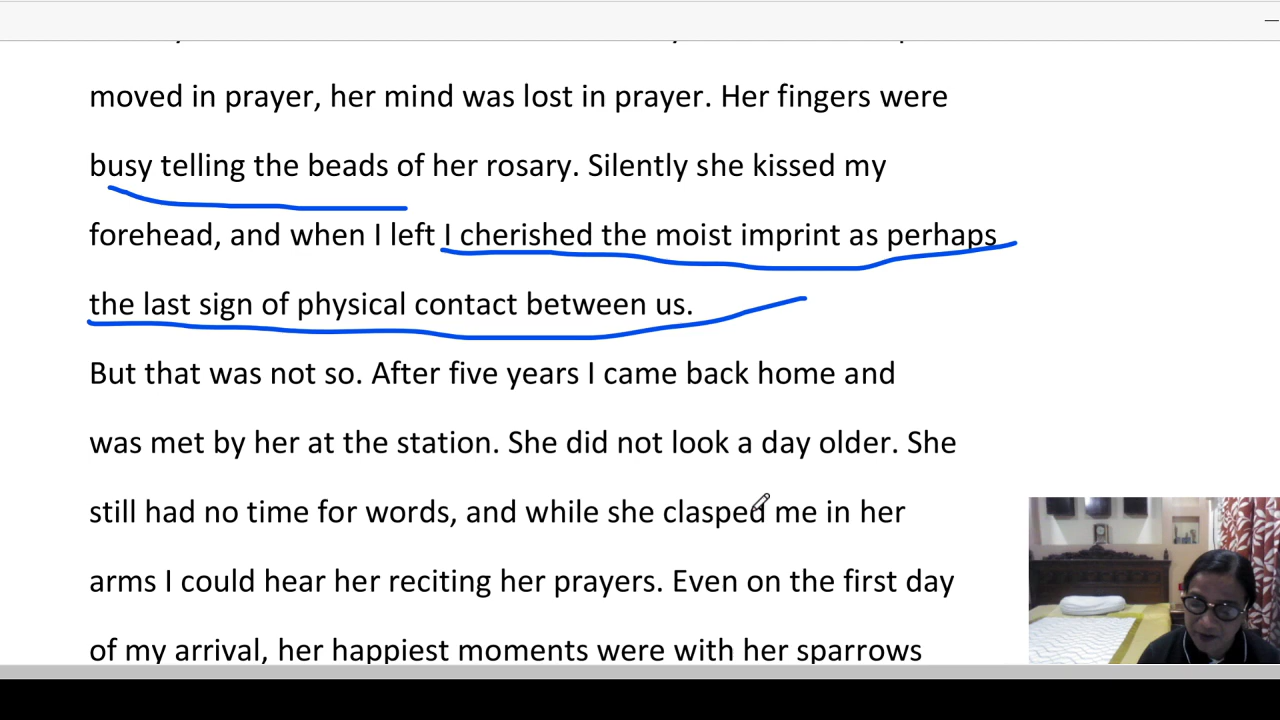 moved in prayer, her mind was lost in prayer. Her fingers were
busy telling the beads of her rosary. Silently she kissed my
forehead, and when I left I cherished the moist imprint as perhaps
the last sign of physical contact between us.
But that was not so. After five years I came back home and
was met by her at the station. She did not look a day older. She
still had no time for words, and while she clasped me in her
arms I could hear her reciting her prayers. Even on the first day
of my arrival, her happiest moments were with her sparrows